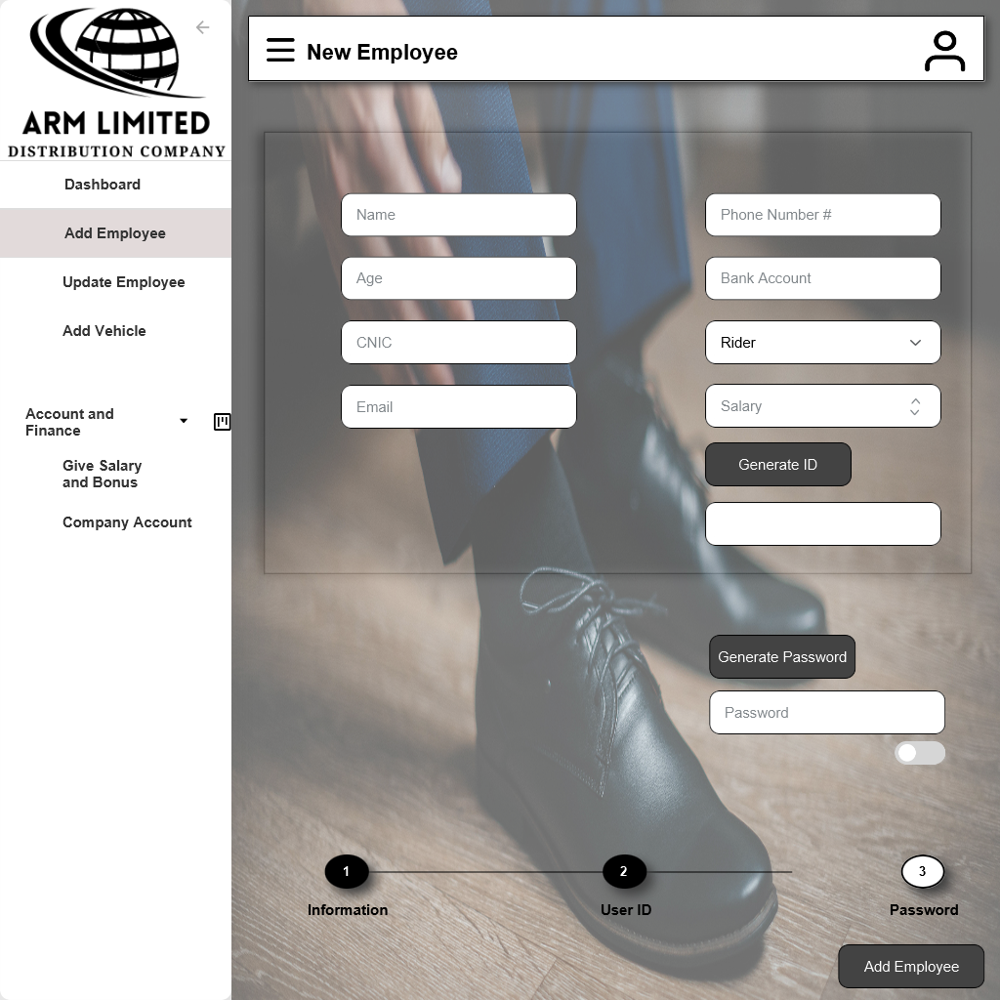 ARM LIMITED
DISTRIBUTION COMPANY
Dashboard
Add Employee
Update Employee
Add Vehicle
Account and
Finance
Give Salary
and Bonus
Company Account
New Employee
Name
Phone Number #
Age
Bank Account
CNIC
Rider
Email
Salary
Generate ID
Generate Password
Password
1
2
3
Information
User ID
Password
Add Employee